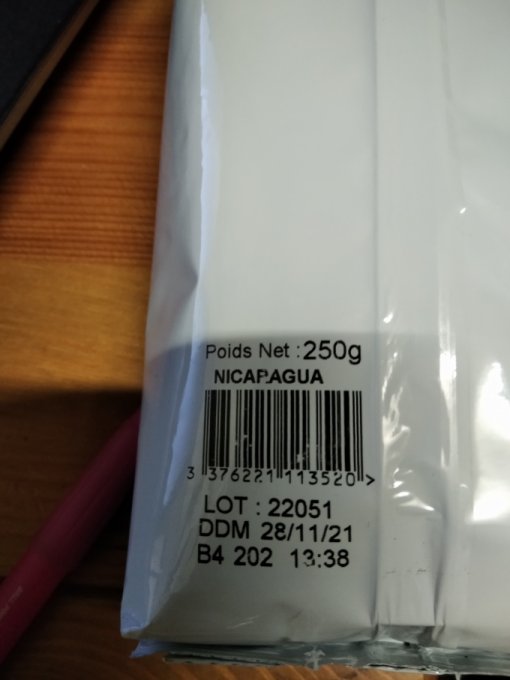 Poids Net : 250g
NICARAGUA
3 376221 113520 >
LOT : 22051
DDM 28/11/21
B4 202 13:38